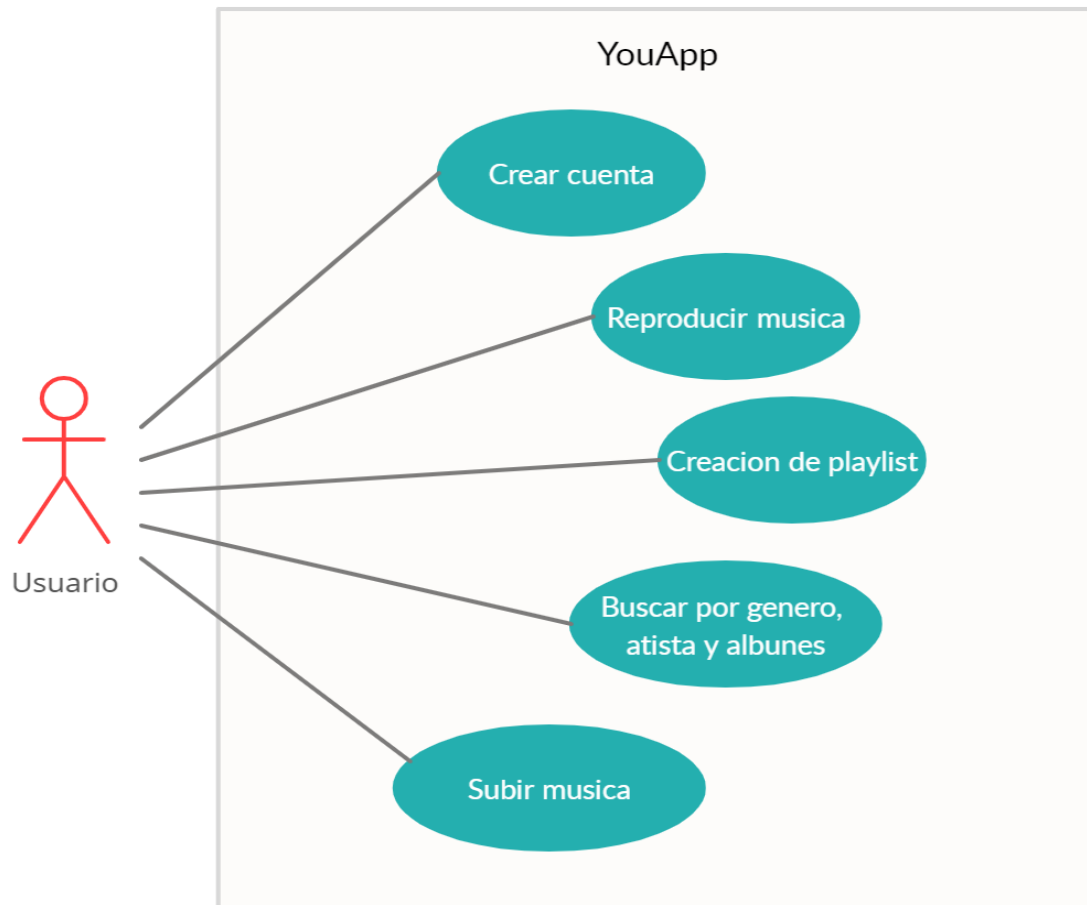 YouApp
Crear cuenta
Reproducir musica
Creacion de playlist
Buscar por genero,
atista y albunes
Subir musica
Usuario